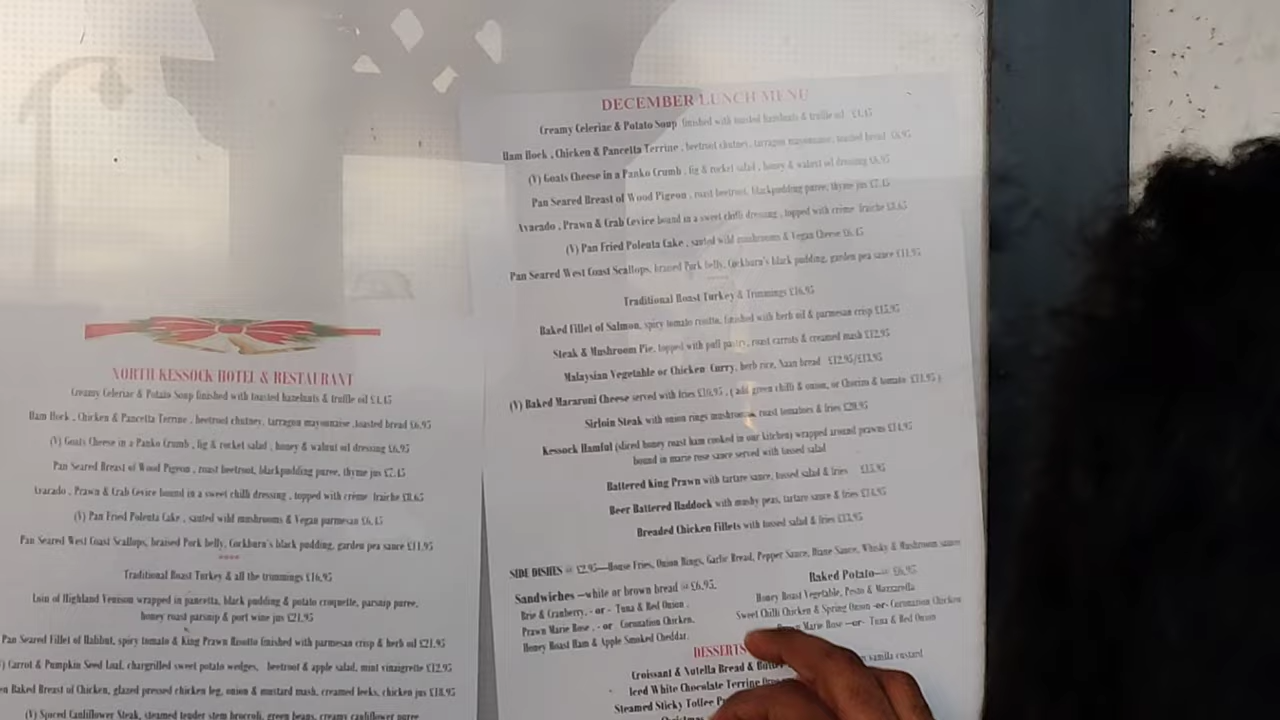 DECEMBER LUNCH MENU
Creamy Celeriac & Potato Soup finished with toasted hazelnuts & truffle oil £4.45
Ham Hock , Chicken & Pancetta Terrine , beetroot chutney, tarragon mayonnaise, toasted bread £6.95
(V) Goats Cheese in a Panko Crumb , fig & rocket salad , honey & walnut oil dressing £6.95
Pan Seared Breast of Wood Pigeon , roast beetroot, blackpudding puree, thyme jus £7.45
Avacado , Prawn & Crab Cevice bound in a sweet chilli dressing , topped with crème fraiche £8.65
(V) Pan Fried Polenta Cake , sauted wild mushrooms & Vegan Cheese £6.45
Pan Seared West Coast Scallops, braised Pork belly, Cockburn's black pudding, garden pea sauce £11.95
Traditional Roast Turkey & Trimmings £16.95
Baked Fillet of Salmon, spicy tomato risotto, finished with herb oil & parmesan crisp £15.95
Steak & Mushroom Pie, topped with puff pastry, roast carrots & creamed mash £12.95
Malaysian Vegetable or Chicken Curry, herb rice, Naan bread £12.95/£13.95
(V) Baked Macaroni Cheese served with fries £10.95 , ( add green chilli & onion, or Chorizo & tomato £11.95 )
Sirloin Steak with onion rings mushrooms, roast tomatoes & fries £20.95
Kessock Hamful (sliced honey roast ham cooked in our kitchen) wrapped around prawns £14.95
bound in marie rose sauce served with tossed salad
Battered King Prawn with tartare sauce, tossed salad & fries £15.95
Beer Battered Haddock with mushy peas, tartare sauce & fries £14.95
Breaded Chicken Fillets with tossed salad & fries £13.95
SIDE DISHES @ £2.95—House Fries, Onion Rings, Garlic Bread, Pepper Sauce, Diane Sauce, Whisky & Mushroom sauce
Sandwiches —white or brown bread @ £6.95.
Brie & Cranberry, - or - Tuna & Red Onion .
Prawn Marie Rose , - or Coronation Chicken.
Honey Roast Ham & Apple Smoked Cheddar.
Baked Potato—@ £6.95
Honey Roast Vegetable, Pesto & Mozzarella
Sweet Chilli Chicken & Spring Onion -or- Coronation Chicken
Prawn Marie Rose —or- Tuna & Red Onion
DESSERTS
Croissant & Nutella Bread & Butter vanilla custard
Iced White Chocolate Terrine
Steamed Sticky Toffee
Christmas
NORTH KESSOCK HOTEL & RESTAURANT
Creamy Celeriac & Potato Soup finished with toasted hazelnuts & truffle oil £4.45
Ham Hock , Chicken & Pancetta Terrine , beetroot chutney, tarragon mayonnaise ,toasted bread £6.95
(V) Goats Cheese in a Panko Crumb , fig & rocket salad , honey & walnut oil dressing £6.95
Pan Seared Breast of Wood Pigeon , roast beetroot, blackpudding puree, thyme jus £7.45
Avacado , Prawn & Crab Cevice bound in a sweet chilli dressing , topped with crème fraiche £8.65
(V) Pan Fried Polenta Cake , sauted wild mushrooms & Vegan parmesan £6.45
Pan Seared West Coast Scallops, braised Pork belly, Cockburn's black pudding, garden pea sauce £11.95
****
Traditional Roast Turkey & all the trimmings £16.95
Loin of Highland Venison wrapped in pancetta, black pudding & potato croquette, parsnip puree,
honey roast parsnip & port wine jus £21.95
Pan Seared Fillet of Halibut, spicy tomato & King Prawn Risotto finished with parmesan crisp & herb oil £21.95
) Carrot & Pumpkin Seed Loaf, chargrilled sweet potato wedges, beetroot & apple salad, mint vinaigrette £12.95
Baked Breast of Chicken, glazed pressed chicken leg, onion & mustard mash, creamed leeks, chicken jus £18.95
(V) Spiced Cauliflower Steak, steamed tender stem broccoli, green beans, creamy cauliflower puree